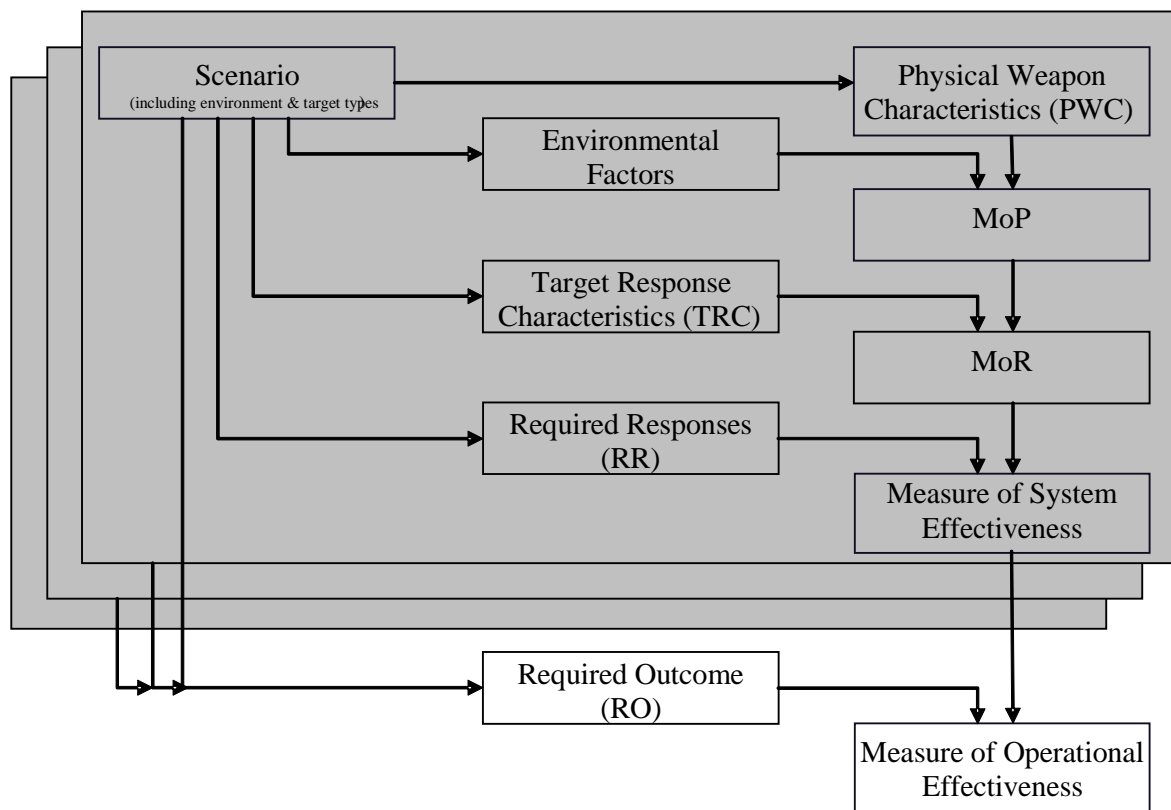 Scenario
(including environment & target types)
Physical Weapon
Characteristics (PWC)
Environmental
Factors
MoP
Target Response
Characteristics (TRC)
MoR
Required Responses
(RR)
Measure of System
Effectiveness
Required Outcome
(RO)
Measure of Operational
Effectiveness